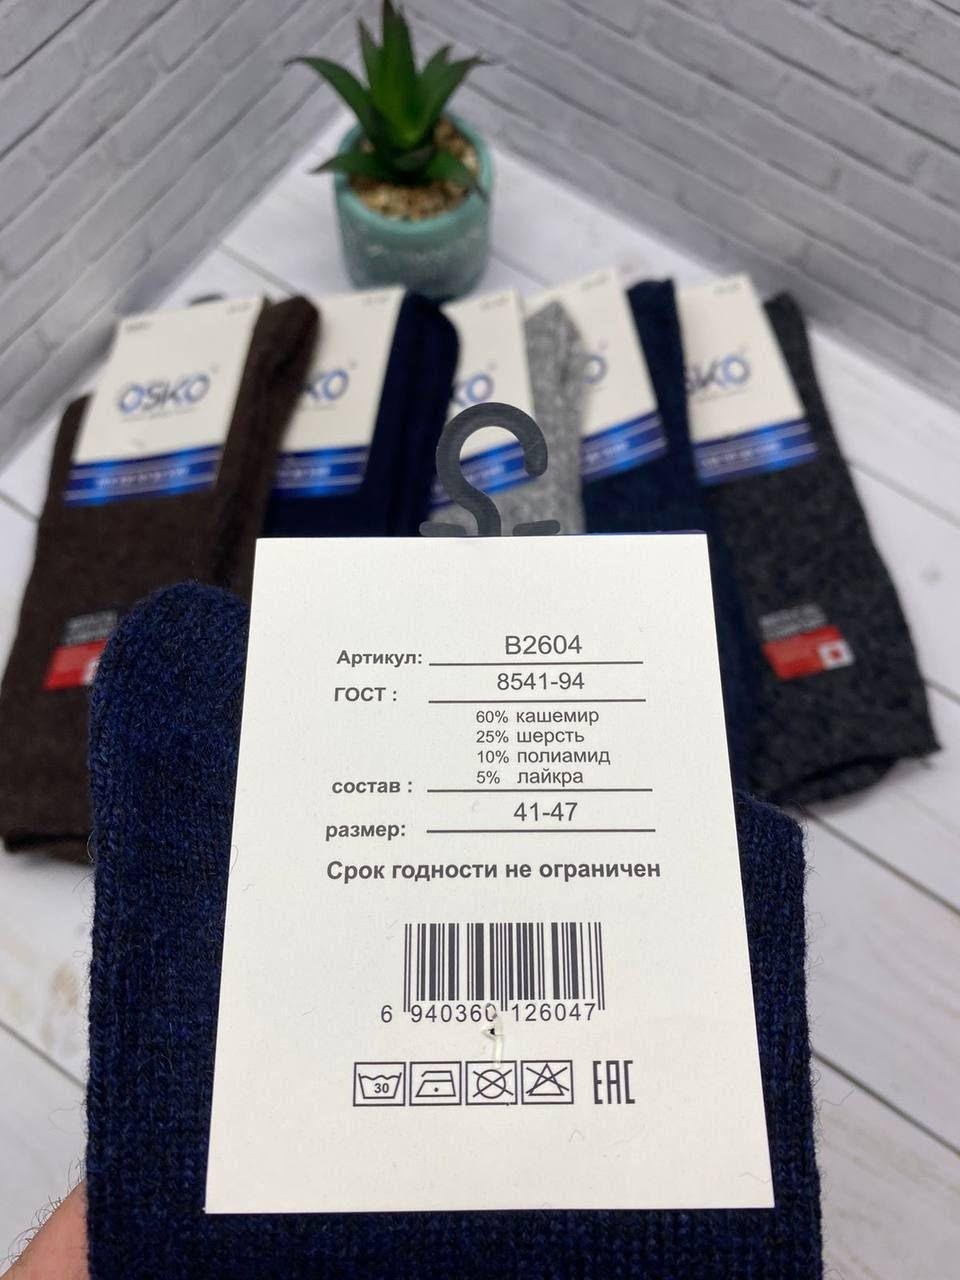 OSKO
SKO
Артикул: B2604
ГОСТ : 8541-94
60% кашемир
25% шерсть
10% полиамид
состав : 5% лайкра
размер: 41-47
Срок годности не ограничен
6 940360 126047
30
EAC